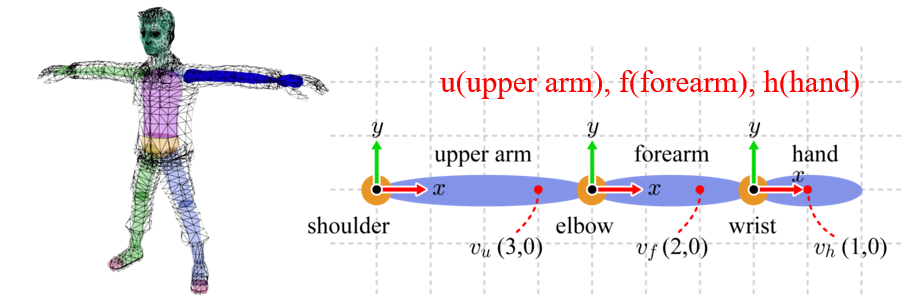 u(upper arm), f(forearm), h(hand)
y y y
upper arm forearm hand
x x x
shoulder elbow wrist
v_u (3,0) v_f (2,0) v_h (1,0)